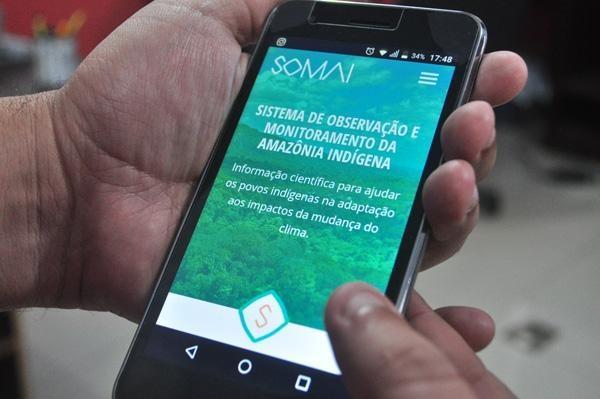 34% 17:48
SOMAI
SISTEMA DE OBSERVAÇÃO E
MONITORAMENTO DA
AMAZÔNIA INDÍGENA
Informação científica para ajudar
os povos indígenas na adaptação
aos impactos da mudança do
clima.
S